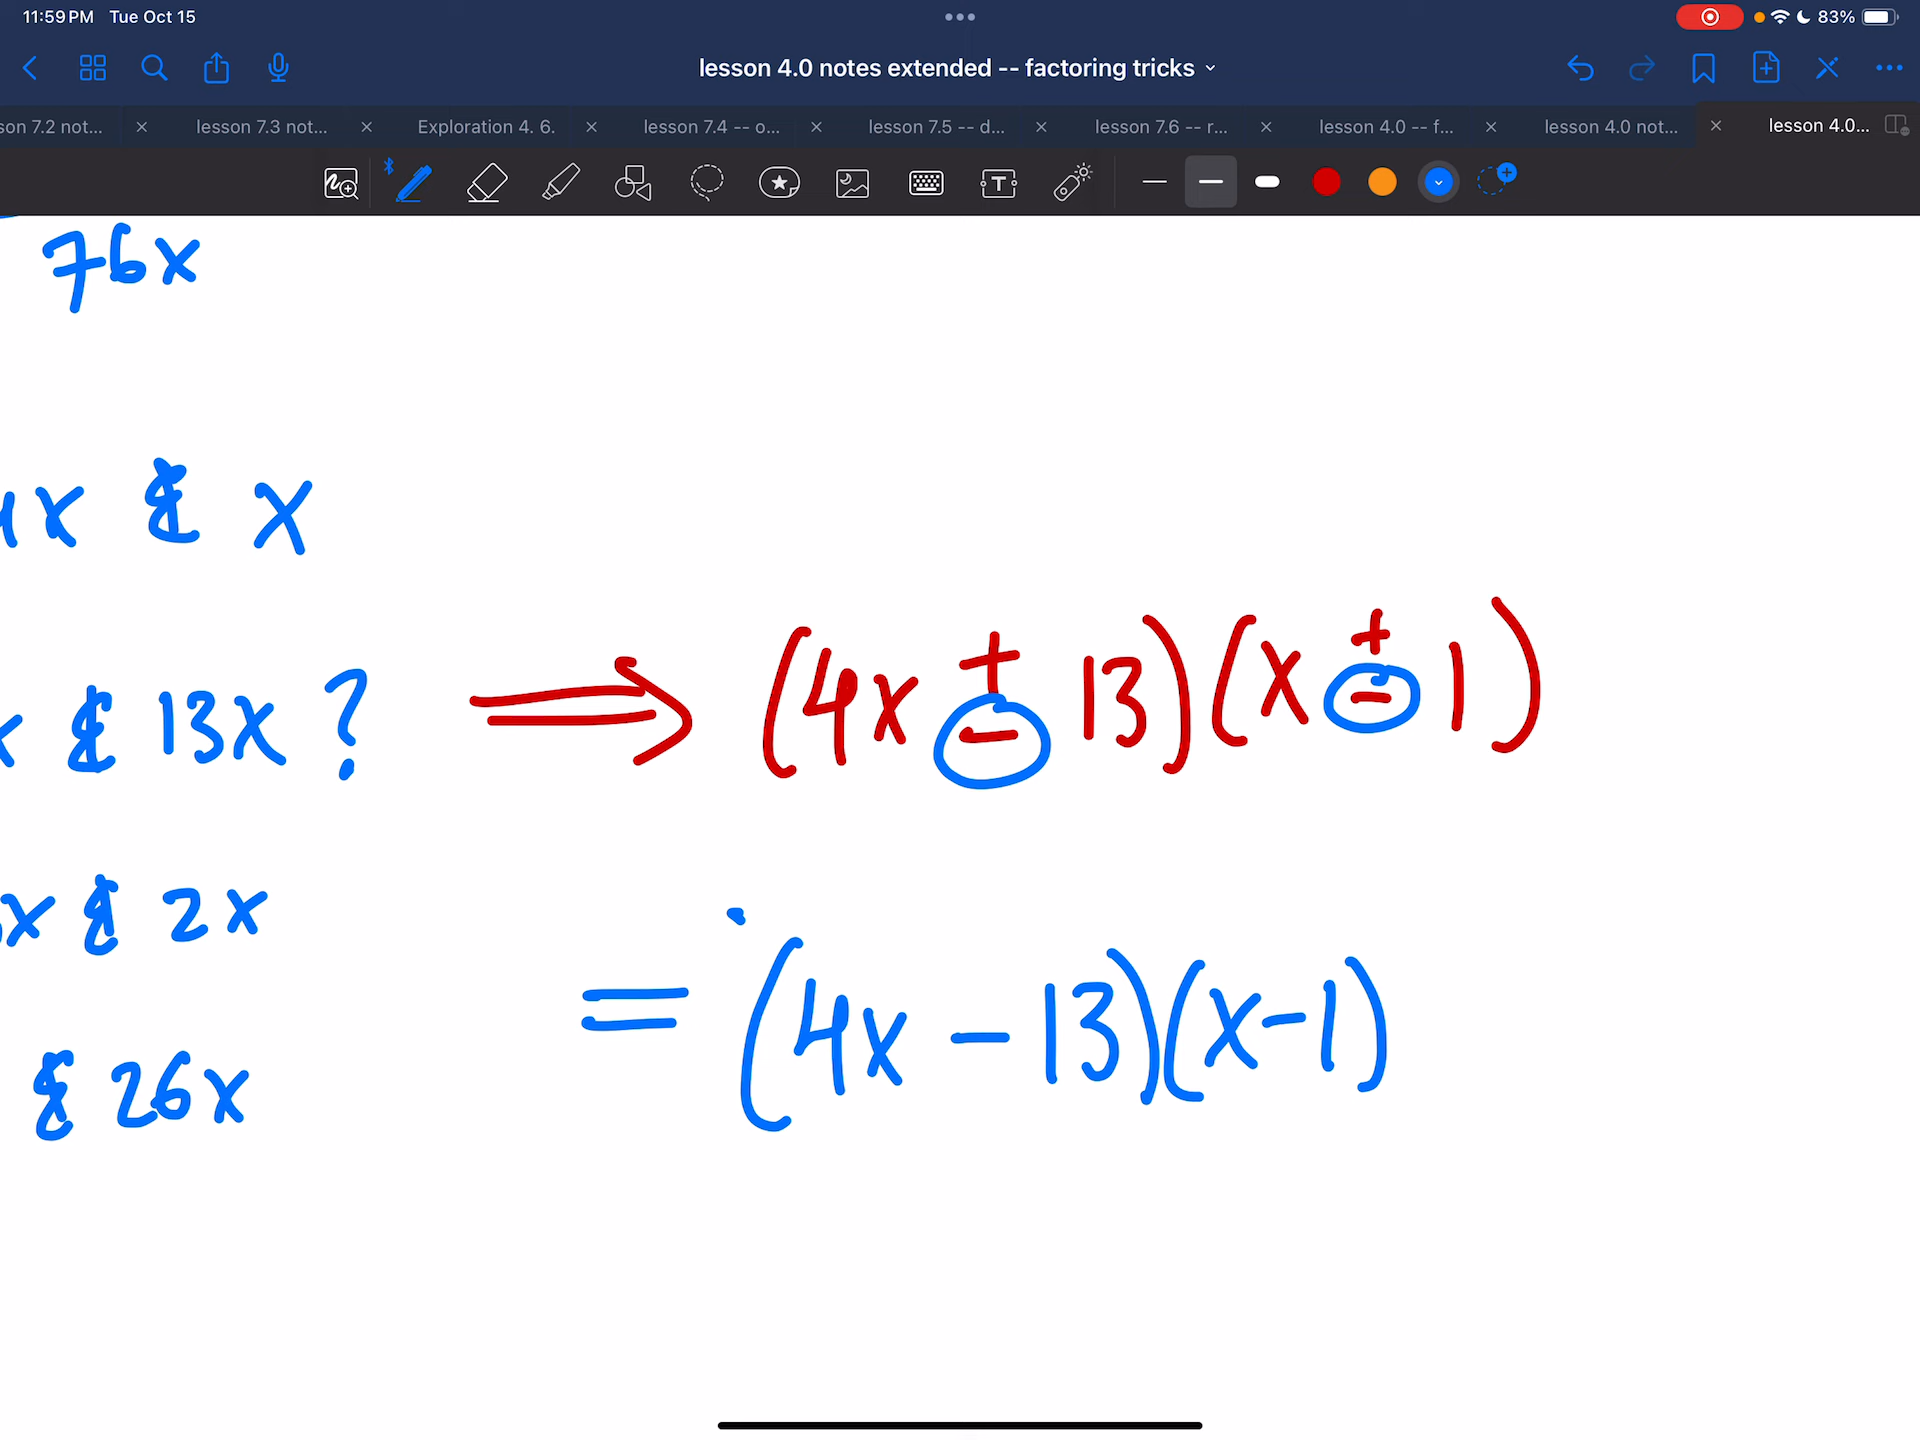 11:59 PM Tue Oct 15 83%
lesson 4.0 notes extended -- factoring tricks
son 7.2 not... × lesson 7.3 not... × Exploration 4. 6. × lesson 7.4 -- o... × lesson 7.5 -- d... × lesson 7.6 -- r... × lesson 4.0 -- f... × lesson 4.0 not... × lesson 4.0...
76x
x & x
& 13x ? ⟹ (4x ± 13)(x ± 1)
x & 2x
= (4x - 13)(x-1)
& 26x